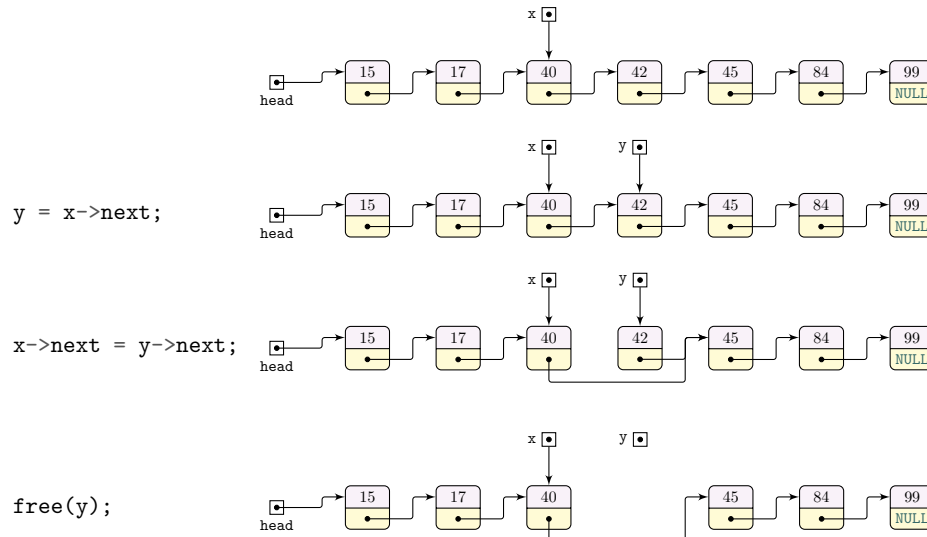 x
15 17 40 42 45 84 99
head NULL
x y
y = x->next;
15 17 40 42 45 84 99
head NULL
x y
x->next = y->next;
15 17 40 42 45 84 99
head NULL
x y
free(y);
15 17 40 45 84 99
head NULL